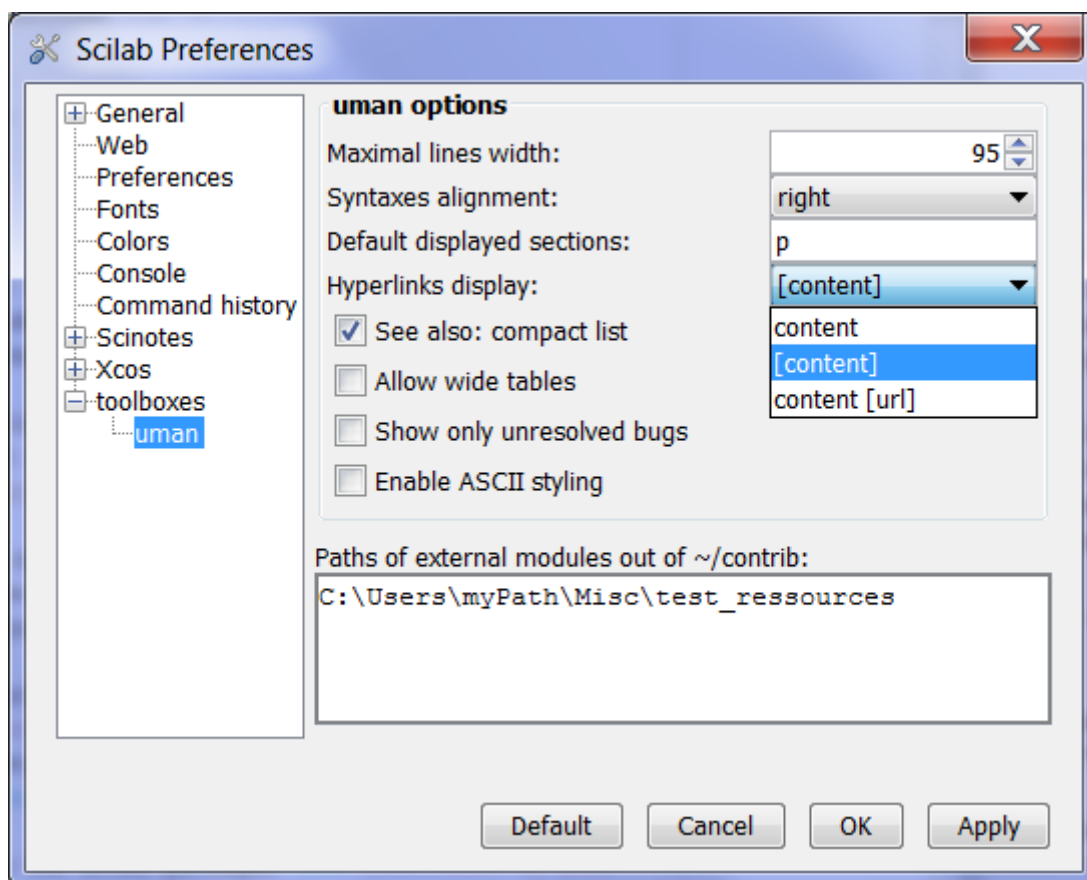 Scilab Preferences
General
Web
Preferences
Fonts
Colors
Console
Command history
Scinotes
Xcos
toolboxes
uman
uman options
Maximal lines width: 95
Syntaxes alignment: right
Default displayed sections: p
Hyperlinks display: [content]
content
[content]
content [url]
See also: compact list
Allow wide tables
Show only unresolved bugs
Enable ASCII styling
Paths of external modules out of ~/contrib:
C:\Users\myPath\Misc\test_ressources
Default Cancel OK Apply